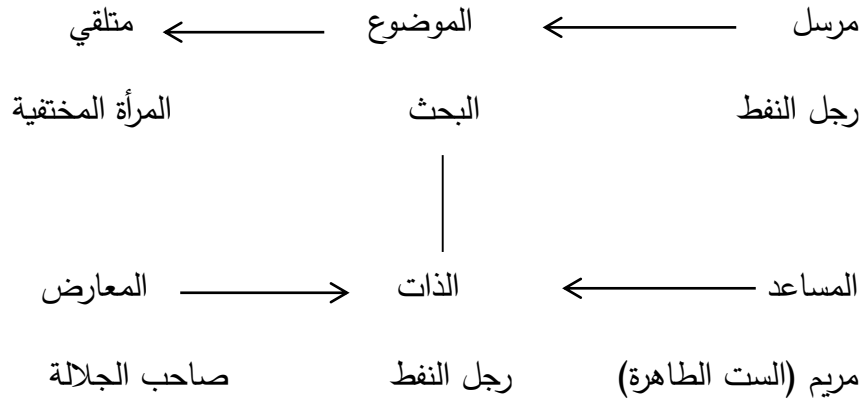 مرسل الموضوع متلقي
رجل النفط البحث المرأة المختفية
المساعد الذات المعارض
مريم (الست الطاهرة) رجل النفط صاحب الجلالة